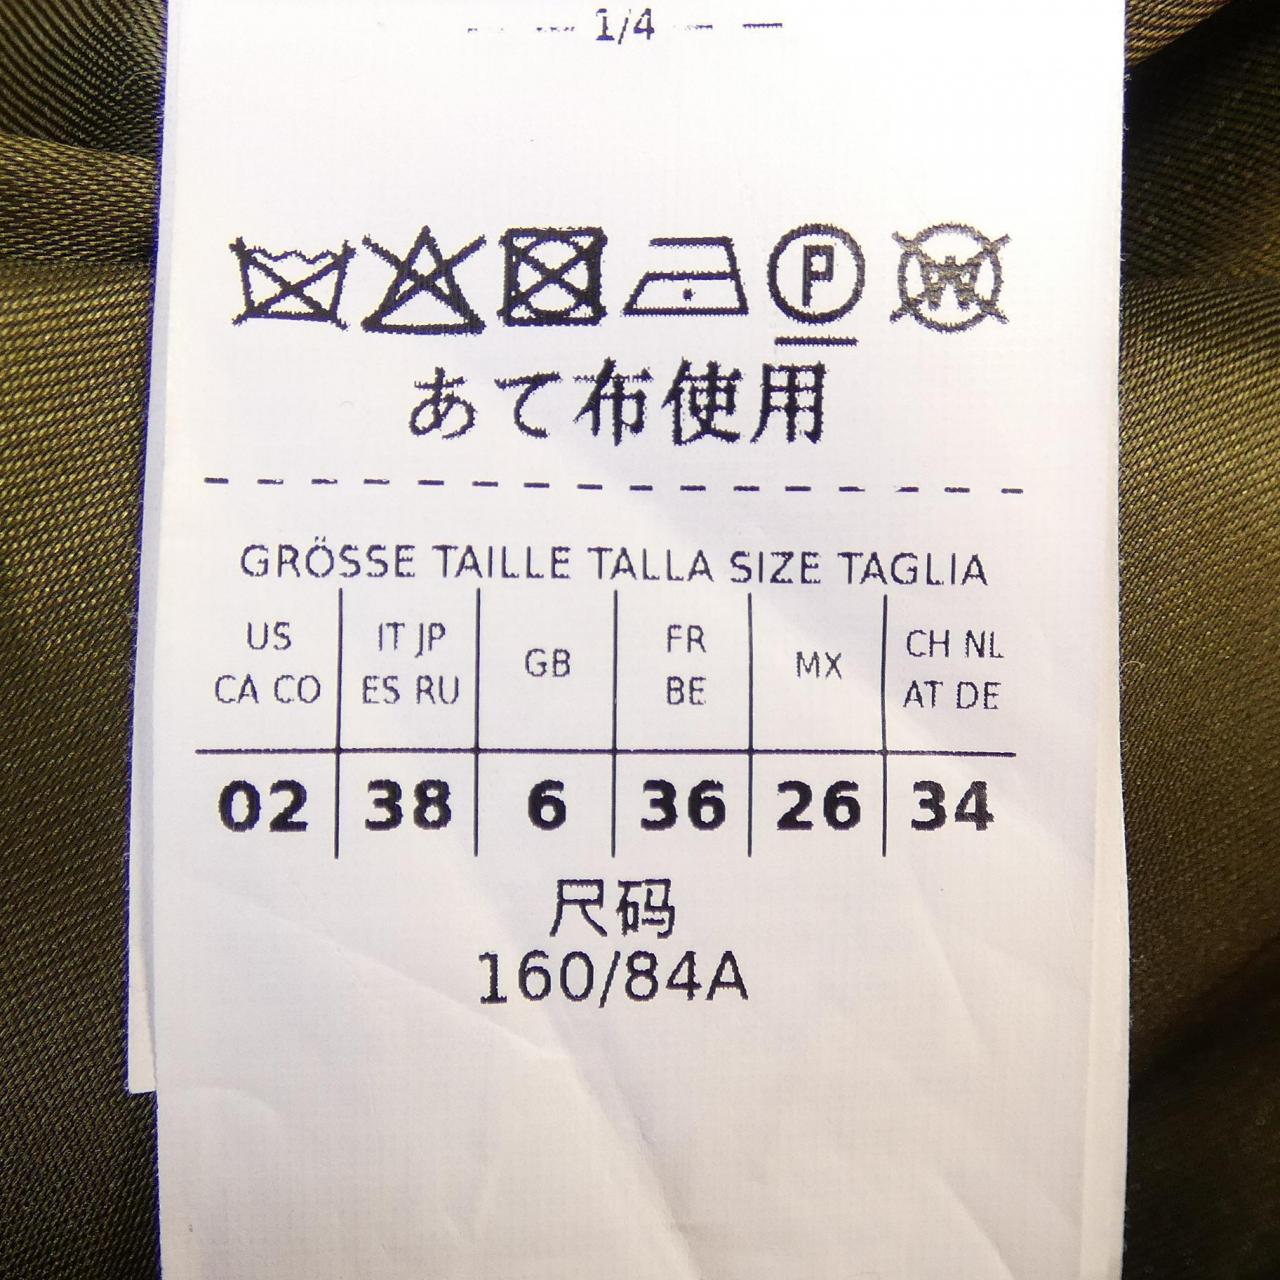 1/4
P W
あて布使用
GRÖSSE TAILLE TALLA SIZE TAGLIA
US IT JP GB FR MX CH NL
CA CO ES RU BE AT DE
02 38 6 36 26 34
尺码
160/84A